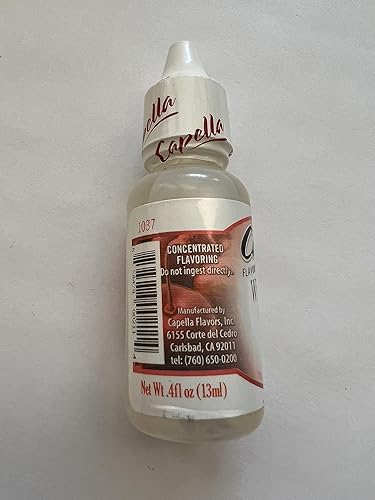 Capella
1037
CONCENTRATED
FLAVORING
Do not ingest directly.
Manufactured by
Capella Flavors, Inc.
6155 Corte del Cedro
Carlsbad, CA 92011
tel: (760) 650-0200
Net Wt .4fl oz (13ml)